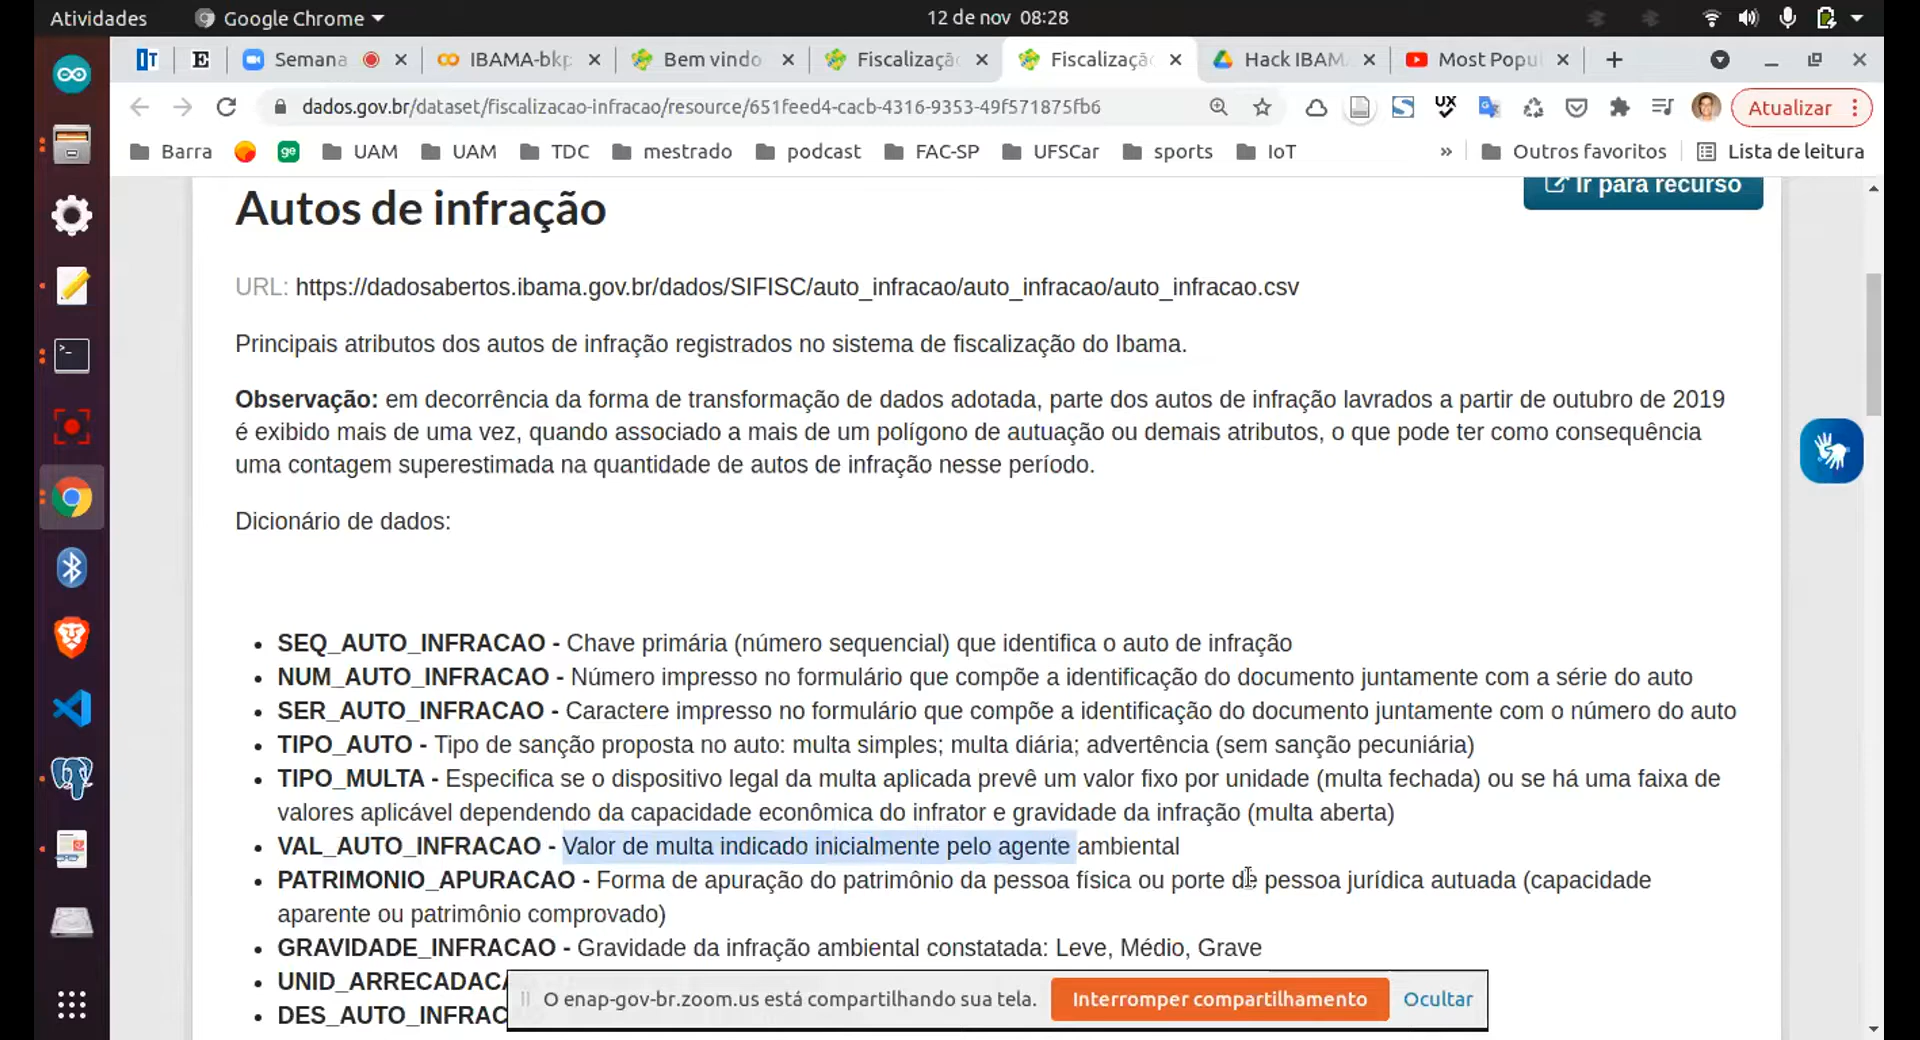 Atividades
Google Chrome
12 de nov 08:28
IT
E
Semana
IBAMA-bkp
Bem vindo
Fiscalizaçã
Fiscalizaçã
Hack IBAM
Most Popu
dados.gov.br/dataset/fiscalizacao-infracao/resource/651feed4-cacb-4316-9353-49f571875fb6
UX
Atualizar
Barra
ge
UAM
UAM
TDC
mestrado
podcast
FAC-SP
UFSCar
sports
IoT
»
Outros favoritos
Lista de leitura
Autos de infração
Ir para recurso
URL: https://dadosabertos.ibama.gov.br/dados/SIFISC/auto_infracao/auto_infracao/auto_infracao.csv
Principais atributos dos autos de infração registrados no sistema de fiscalização do Ibama.
Observação: em decorrência da forma de transformação de dados adotada, parte dos autos de infração lavrados a partir de outubro de 2019
é exibido mais de uma vez, quando associado a mais de um polígono de autuação ou demais atributos, o que pode ter como consequência
uma contagem superestimada na quantidade de autos de infração nesse período.
Dicionário de dados:
• SEQ_AUTO_INFRACAO - Chave primária (número sequencial) que identifica o auto de infração
• NUM_AUTO_INFRACAO - Número impresso no formulário que compõe a identificação do documento juntamente com a série do auto
• SER_AUTO_INFRACAO - Caractere impresso no formulário que compõe a identificação do documento juntamente com o número do auto
• TIPO_AUTO - Tipo de sanção proposta no auto: multa simples; multa diária; advertência (sem sanção pecuniária)
• TIPO_MULTA - Especifica se o dispositivo legal da multa aplicada prevê um valor fixo por unidade (multa fechada) ou se há uma faixa de
valores aplicável dependendo da capacidade econômica do infrator e gravidade da infração (multa aberta)
• VAL_AUTO_INFRACAO - Valor de multa indicado inicialmente pelo agente ambiental
• PATRIMONIO_APURACAO - Forma de apuração do patrimônio da pessoa física ou porte de pessoa jurídica autuada (capacidade
aparente ou patrimônio comprovado)
• GRAVIDADE_INFRACAO - Gravidade da infração ambiental constatada: Leve, Médio, Grave
• UNID_ARRECADAC
• DES_AUTO_INFRAC
O enap-gov-br.zoom.us está compartilhando sua tela.
Interromper compartilhamento
Ocultar